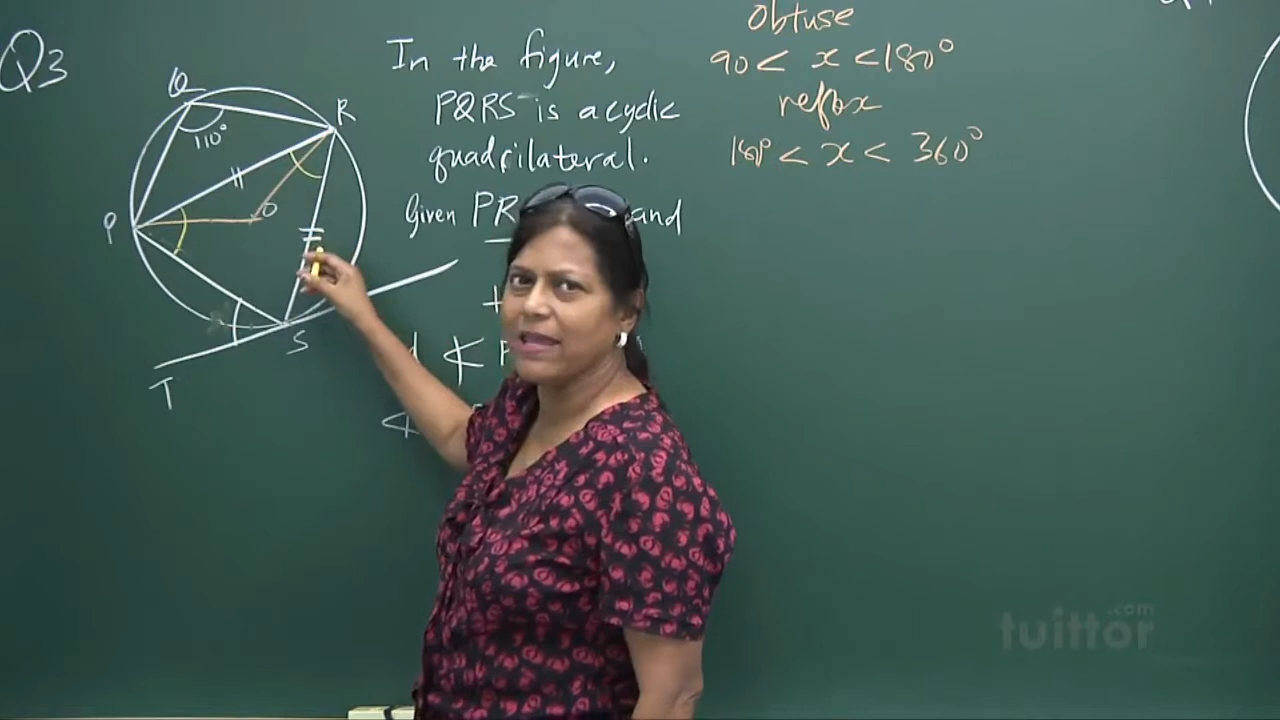 Q3
Q
R
110°
O
P
S
T
In the figure,
PQRS is a cyclic
quadrilateral.
Given PR and
Obtuse
90 < x < 180°
reflex
180° < x < 360°
tuittor.com